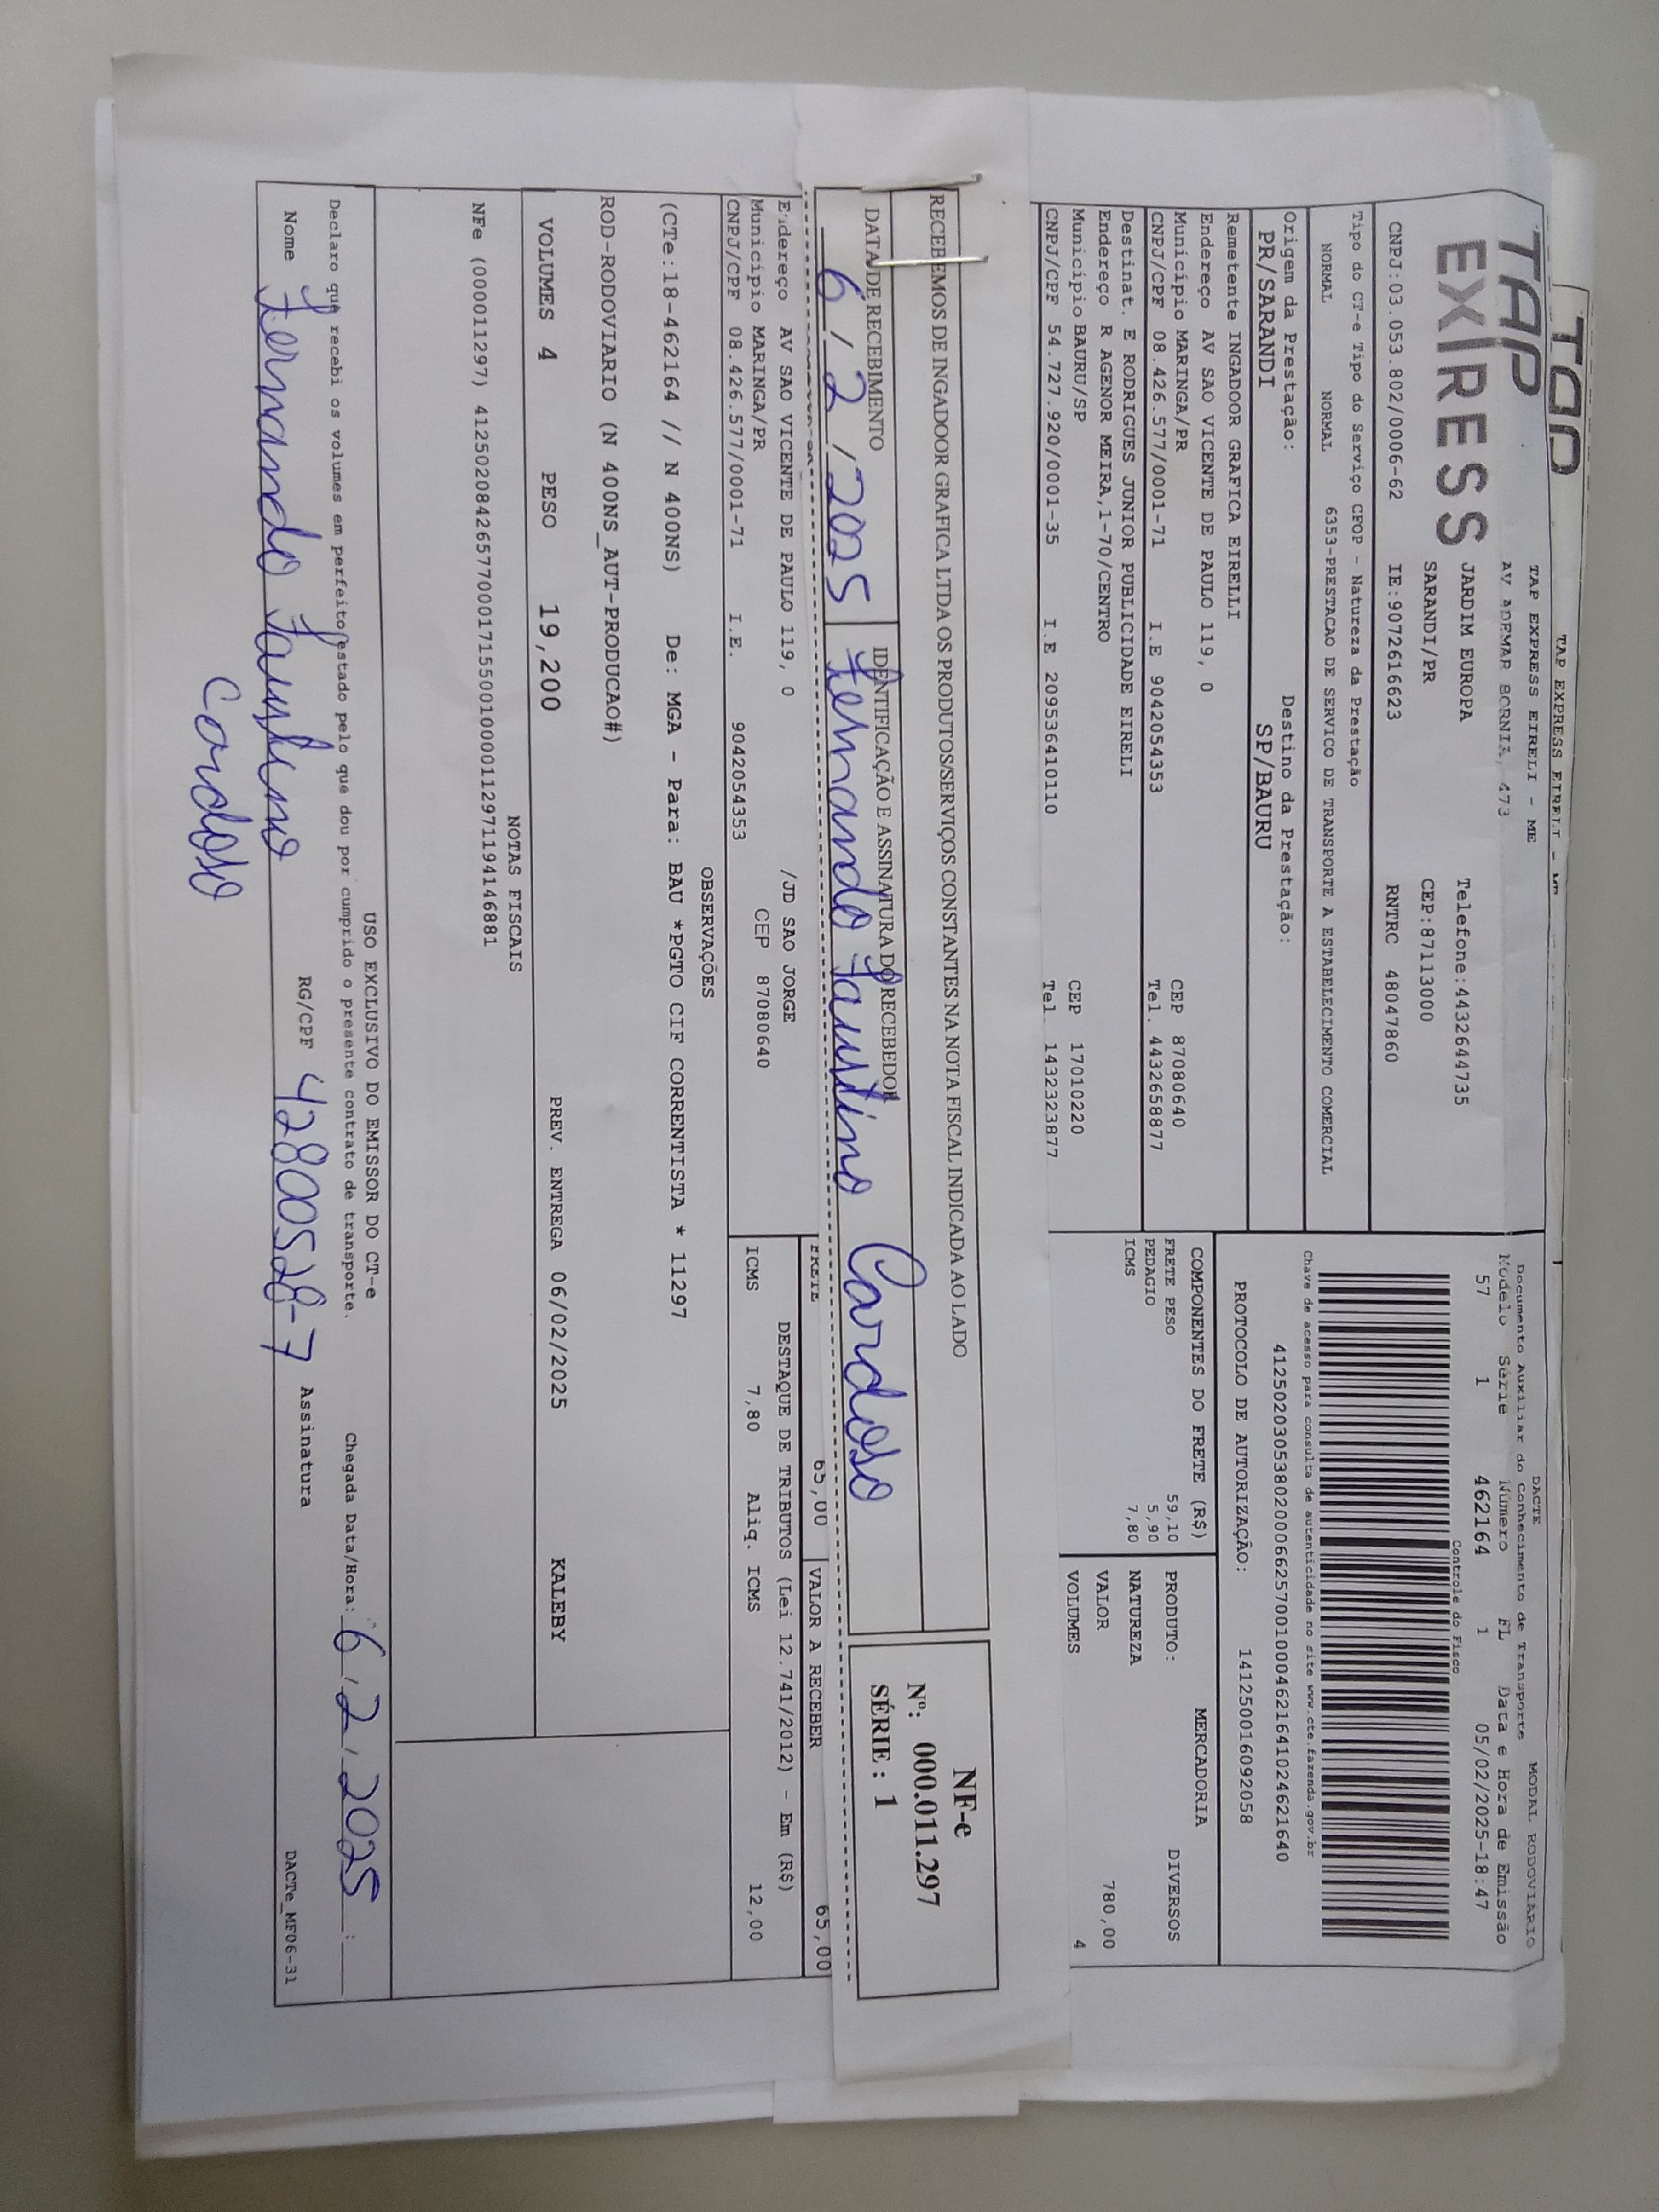 TAP
TAP EXPRESS EIRELI - ME
TAP EXPRESS
TAP EXPRESS EIRELI - ME
AV ADEMAR BORNIA, 473
JARDIM EUROPA Telefone:4432644735
SARANDI/PR CEP:87113000
CNPJ:03.053.802/0006-62 IE:9072616623 RNTRC 48047860
Tipo do CT-e Tipo do Serviço CFOP - Natureza da Prestação
NORMAL NORMAL 6353-PRESTACAO DE SERVICO DE TRANSPORTE A ESTABELECIMENTO COMERCIAL
Origem da Prestação: Destino da Prestação:
PR/SARANDI SP/BAURU
Remetente INGADOOR GRAFICA EIRELLI
Endereço AV SAO VICENTE DE PAULO 119, 0
Município MARINGA/PR CEP 87080640
CNPJ/CPF 08.426.577/0001-71 I.E 9042054353 Tel. 4432658877
Destinat. E RODRIGUES JUNIOR PUBLICIDADE EIRELI
Endereço R AGENOR MEIRA,1-70/CENTRO
Município BAURU/SP CEP 17010220
CNPJ/CPF 54.727.920/0001-35 I.E 209536410110 Tel. 1432323877
DACTE MODAL RODOVIÁRIO
Documento Auxiliar do Conhecimento de Transporte
Modelo Série Número FL Data e Hora de Emissão
57 1 462164 1 05/02/2025-18:47
Controle do Fisco
Chave de acesso para consulta de autenticidade no site www.cte.fazenda.gov.br
41250203053802000662570010004621641024621640
PROTOCOLO DE AUTORIZAÇÃO: 141250016092058
COMPONENTES DO FRETE (R$) MERCADORIA
FRETE PESO 59,10 PRODUTO: DIVERSOS
PEDAGIO 5,90 NATUREZA
ICMS 7,80 VALOR 780,00
VOLUMES 4
RECEBEMOS DE INGADOOR GRAFICA LTDA OS PRODUTOS/SERVIÇOS CONSTANTES NA NOTA FISCAL INDICADA AO LADO
DATA DE RECEBIMENTO IDENTIFICAÇÃO E ASSINATURA DO RECEBEDOR
6/2/2025 Fernando Faustino Cardoso
NF-e
Nº: 000.011.297
SÉRIE : 1
FRETE 65,00 VALOR A RECEBER 65,00
Endereço AV SAO VICENTE DE PAULO 119, 0 /JD SAO JORGE
Município MARINGA/PR CEP 87080640
CNPJ/CPF 08.426.577/0001-71 I.E. 9042054353
DESTAQUE DE TRIBUTOS (Lei 12.741/2012) - Em (R$)
ICMS 7,80 Aliq. ICMS 12,00
OBSERVAÇÕES
(CTe:18-462164 // N 400NS) De: MGA - Para: BAU *PGTO CIF CORRENTISTA * 11297
ROD-RODOVIARIO (N 400NS_AUT-PRODUCAO#)
VOLUMES 4 PESO 19,200 PREV. ENTREGA 06/02/2025 KALEBY
NOTAS FISCAIS
NFe (000011297) 41250208426577000171550010000112971194146881
USO EXCLUSIVO DO EMISSOR DO CT-e
Declaro que recebi os volumes em perfeito estado pelo que dou por cumprido o presente contrato de transporte. Chegada Data/Hora: 6/2/2025 :
Nome Fernando Faustino RG/CPF 42800528-7 Assinatura
Cardoso
DACTe_MF06-31